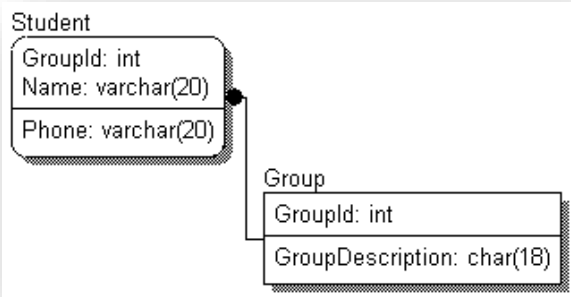 Student
GroupId: int
Name: varchar(20)
Phone: varchar(20)
Group
GroupId: int
GroupDescription: char(18)